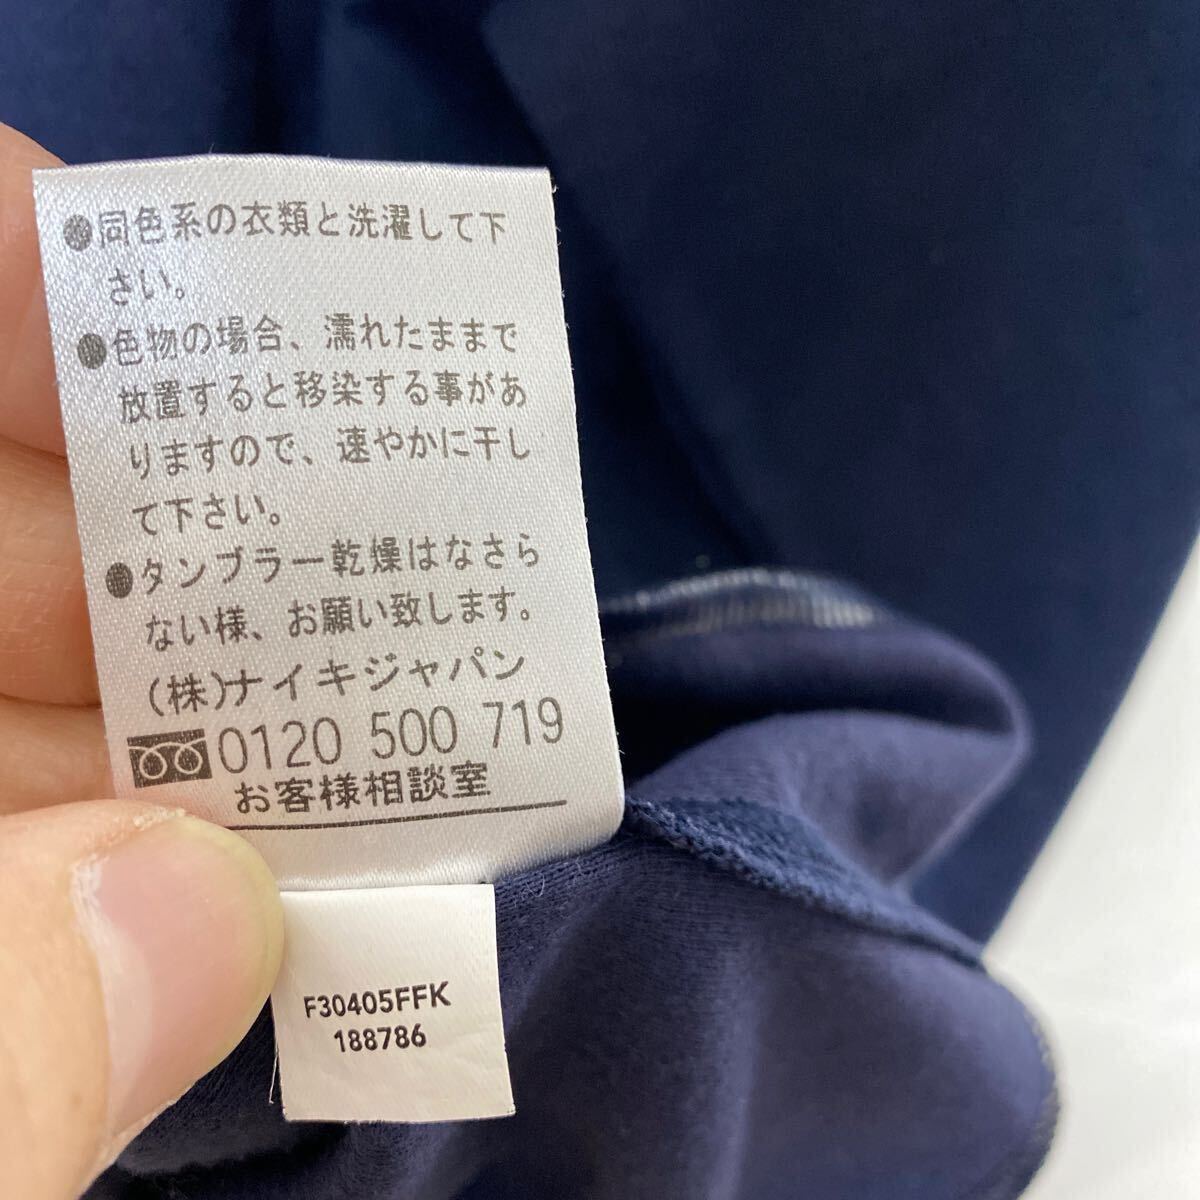 ●同色系の衣類と洗濯して下
さい。
●色物の場合、濡れたままで
放置すると移染する事があ
りますので、速やかに干し
て下さい。
●タンブラー乾燥はなさら
ない様、お願い致します。
(株)ナイキジャパン
0120 500 719
お客様相談室
F30405FFK
188786